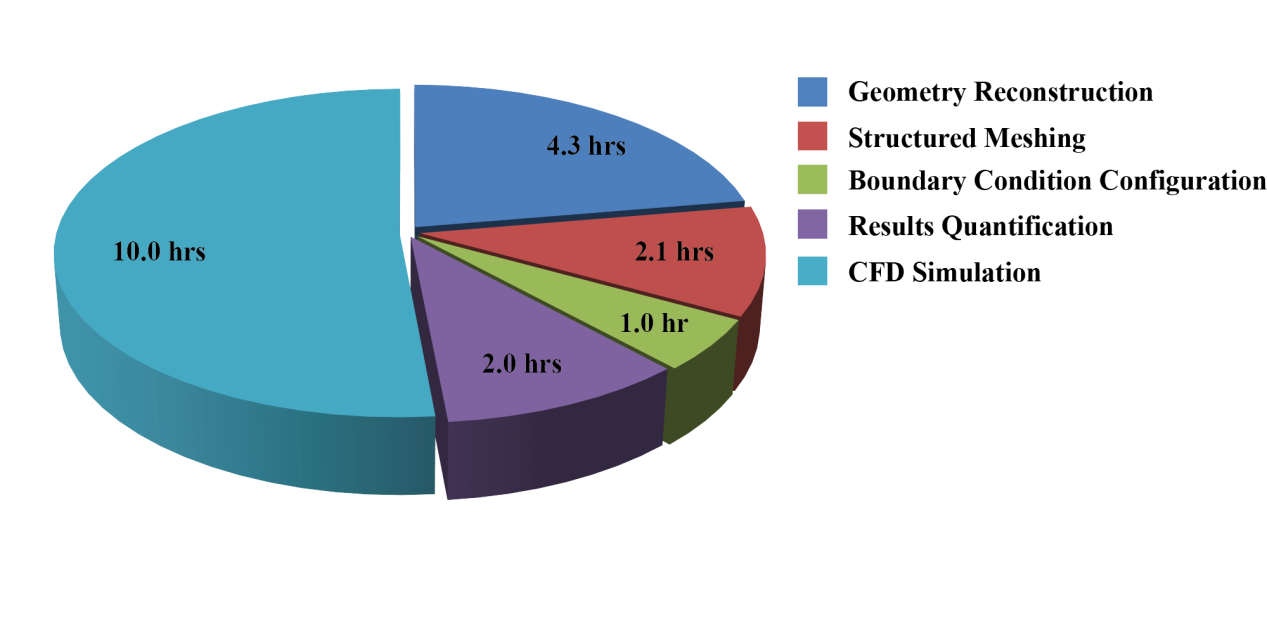 4.3 hrs
2.1 hrs
1.0 hr
2.0 hrs
10.0 hrs
Geometry Reconstruction
Structured Meshing
Boundary Condition Configuration
Results Quantification
CFD Simulation